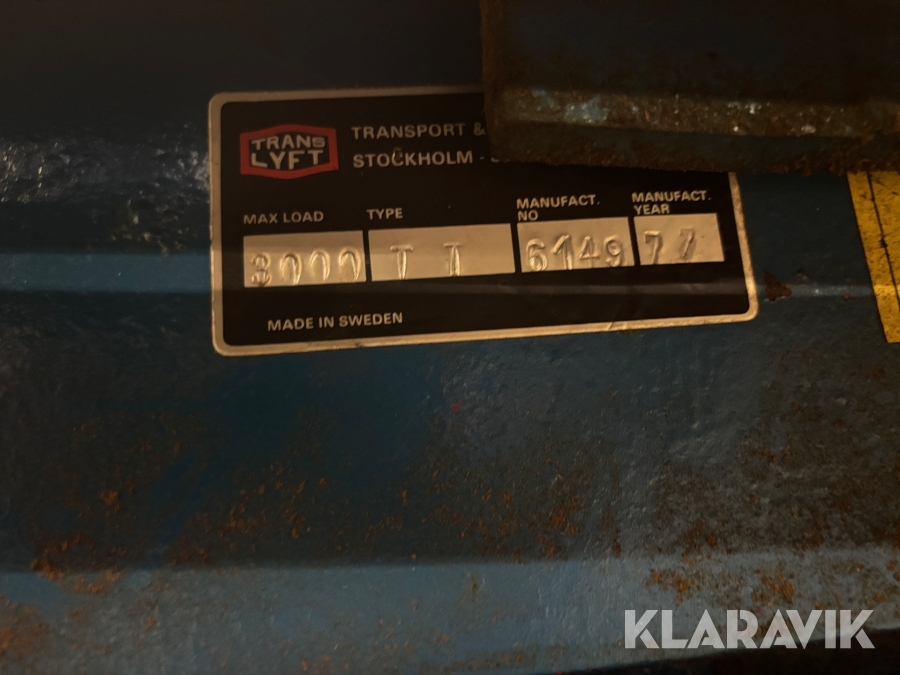 TRANS
LYFT
TRANSPORT &
STOCKHOLM -
MAX LOAD
TYPE
MANUFACT.
NO
MANUFACT.
YEAR
3000
T T
6149
77
MADE IN SWEDEN
KLARAVIK